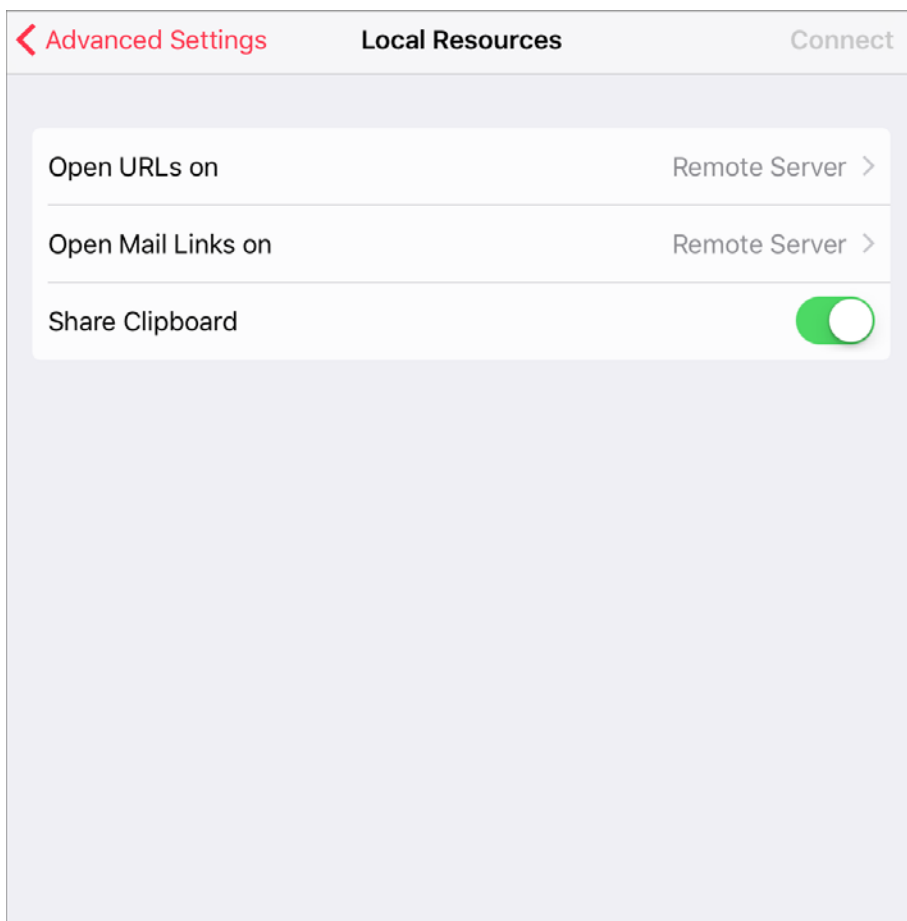 Advanced Settings Local Resources Connect
Open URLs on Remote Server
Open Mail Links on Remote Server
Share Clipboard